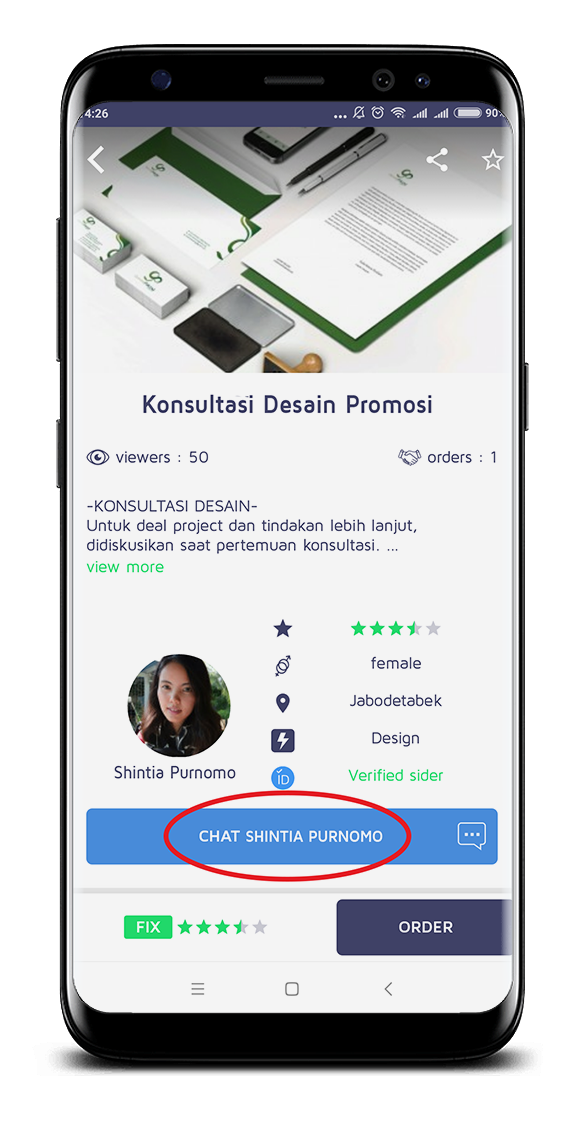 4:26
... 90
Konsultasi Desain Promosi
viewers : 50
orders : 1
-KONSULTASI DESAIN-
Untuk deal project dan tindakan lebih lanjut,
didiskusikan saat pertemuan konsultasi. ...
view more
female
Jabodetabek
Design
Shintia Purnomo
ID
Verified sider
CHAT SHINTIA PURNOMO
FIX
ORDER